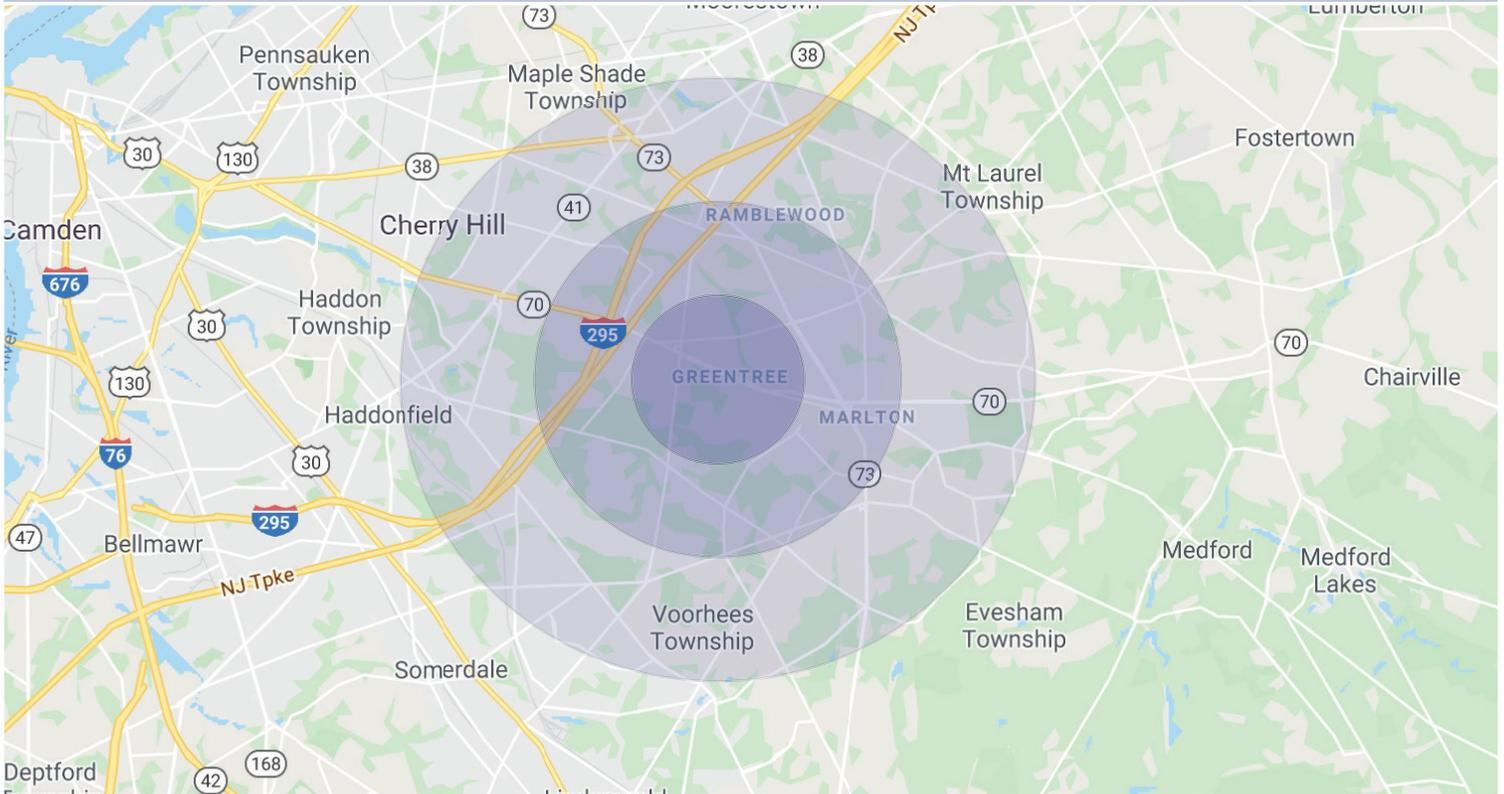 Moorestown
Lumberton
73
NJ Tp
38
Pennsauken
Township
Maple Shade
Township
30
130
38
73
Fostertown
Mt Laurel
Township
41
RAMBLEWOOD
Cherry Hill
Camden
676
Haddon
Township
70
30
295
70
River
130
GREENTREE
Chairville
Haddonfield
MARLTON
70
76
30
73
295
47
Bellmawr
Medford
Medford
Lakes
NJ Tpke
Voorhees
Township
Evesham
Township
Somerdale
168
Deptford
42